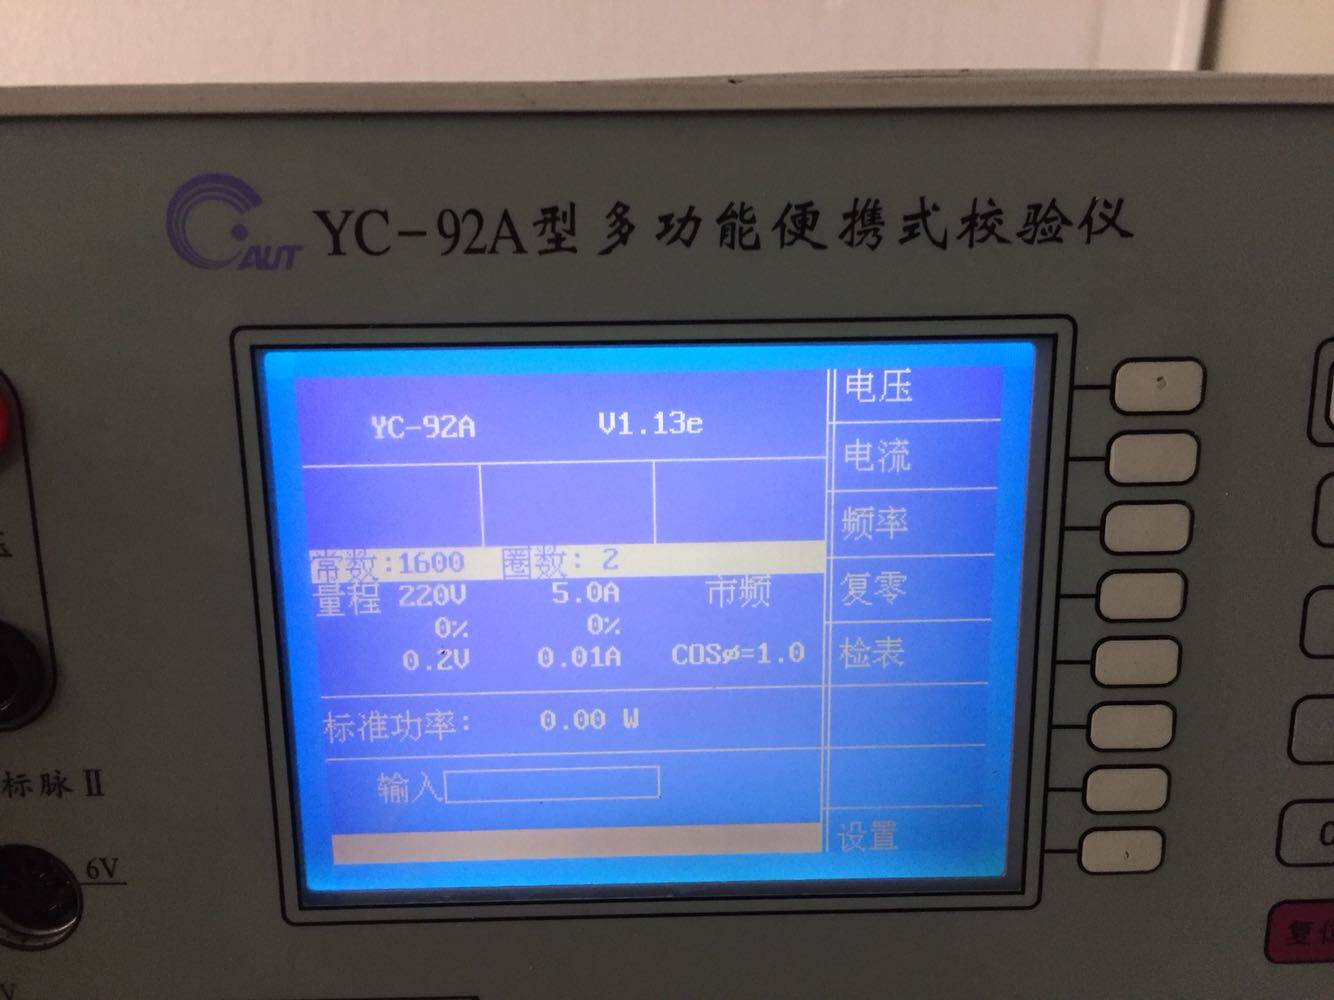 AUT YC-92A型多功能便携式校验仪
YC-92A V1.13e
常数:1600 圈数: 2
量程 220V 5.0A 市频
0% 0%
0.2V 0.01A COSφ=1.0
标准功率: 0.00 W
输入
电压
电流
频率
复零
检表
设置
标脉 II
6V
V